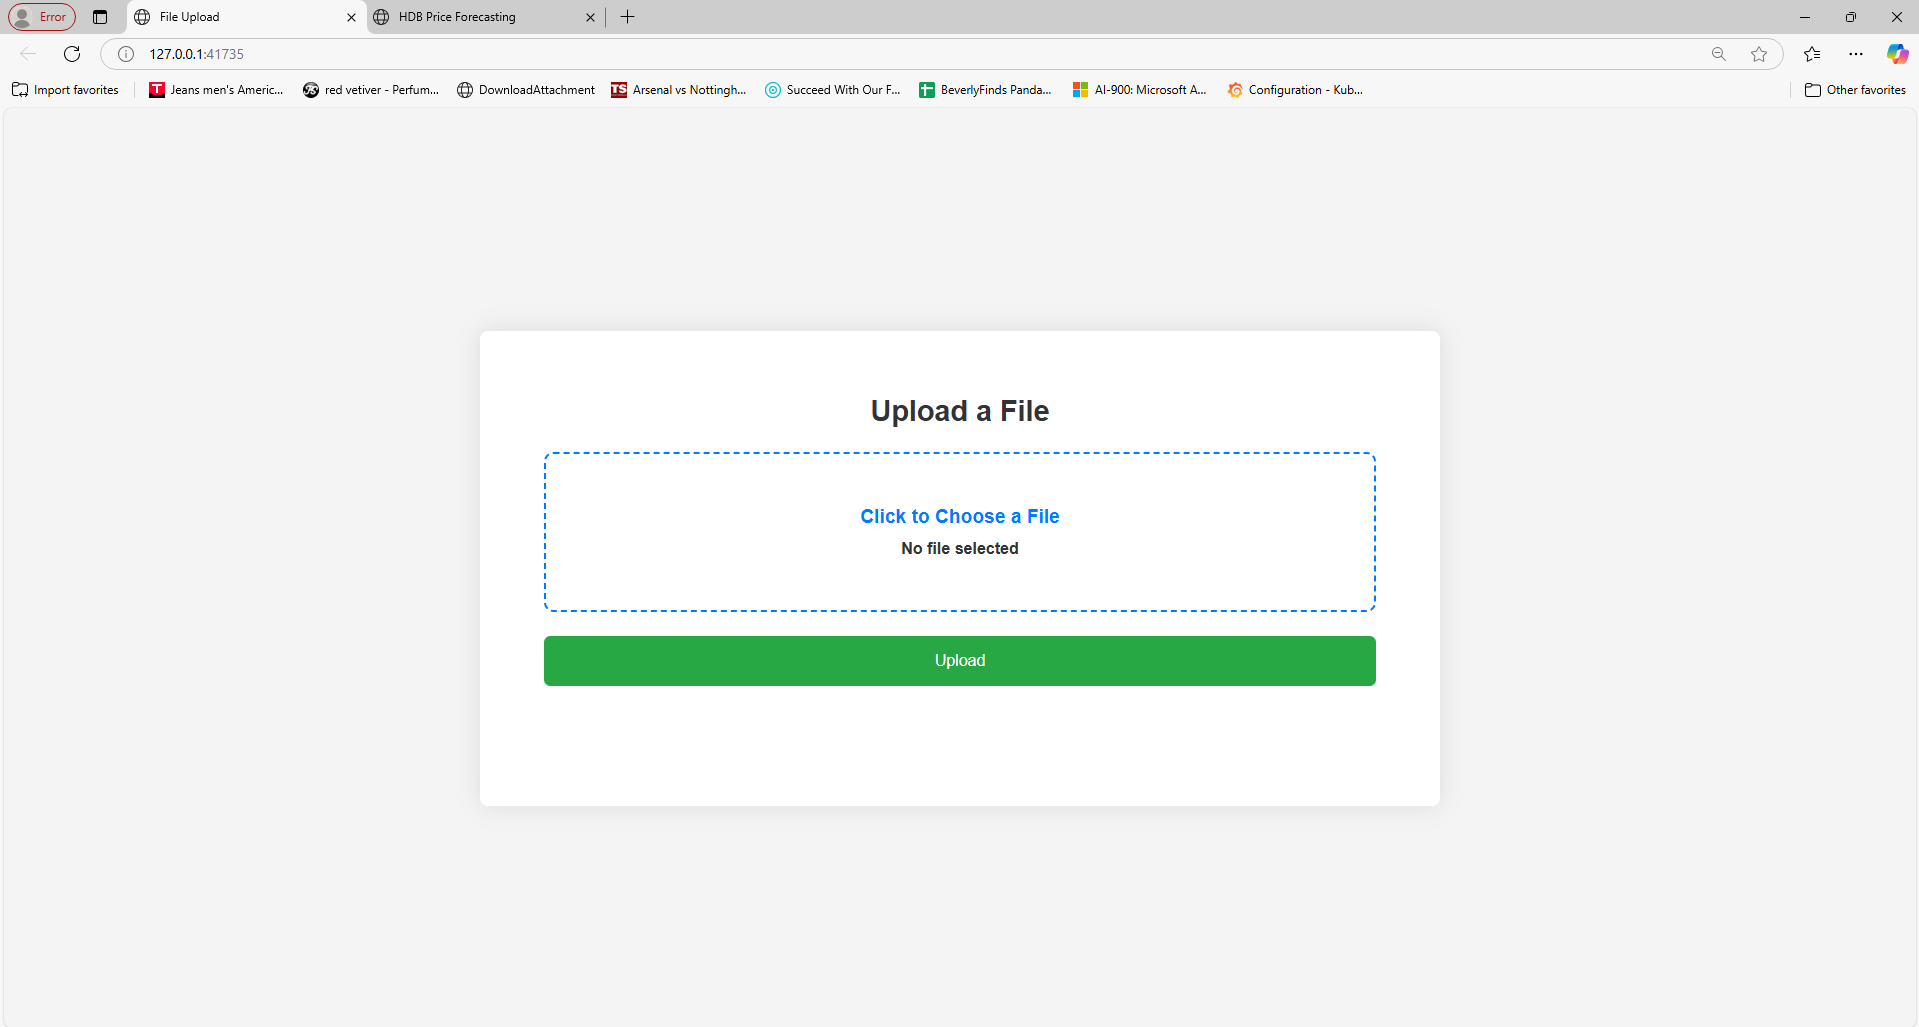 Error
File Upload
HDB Price Forecasting
127.0.0.1:41735
Import favorites
Jeans men's Americ...
red vetiver - Perfum...
DownloadAttachment
TS Arsenal vs Nottingh...
Succeed With Our F...
BeverlyFinds Panda...
AI-900: Microsoft A...
Configuration - Kub...
Other favorites
Upload a File
Click to Choose a File
No file selected
Upload